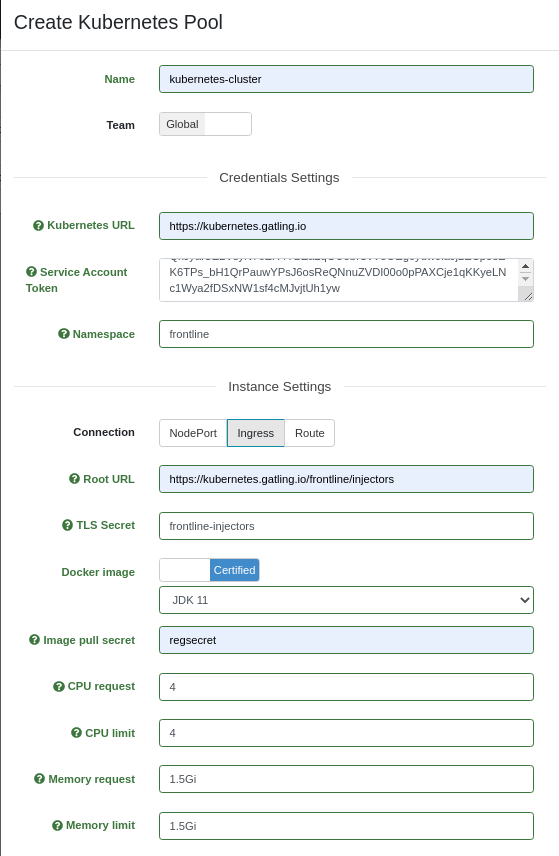 Create Kubernetes Pool
Name
kubernetes-cluster
Team
Global
Credentials Settings
Kubernetes URL
https://kubernetes.gatling.io
Service Account
Token
K6TPs_bH1QrPauwYPsJ6osReQNnuZVDI00o0pPAXCje1qKKyeLN
c1Wya2fDSxNW1sf4cMJvjtUh1yw
Namespace
frontline
Instance Settings
Connection
NodePort Ingress Route
Root URL
https://kubernetes.gatling.io/frontline/injectors
TLS Secret
frontline-injectors
Docker image
Certified
JDK 11
Image pull secret
regsecret
CPU request
4
CPU limit
4
Memory request
1.5Gi
Memory limit
1.5Gi